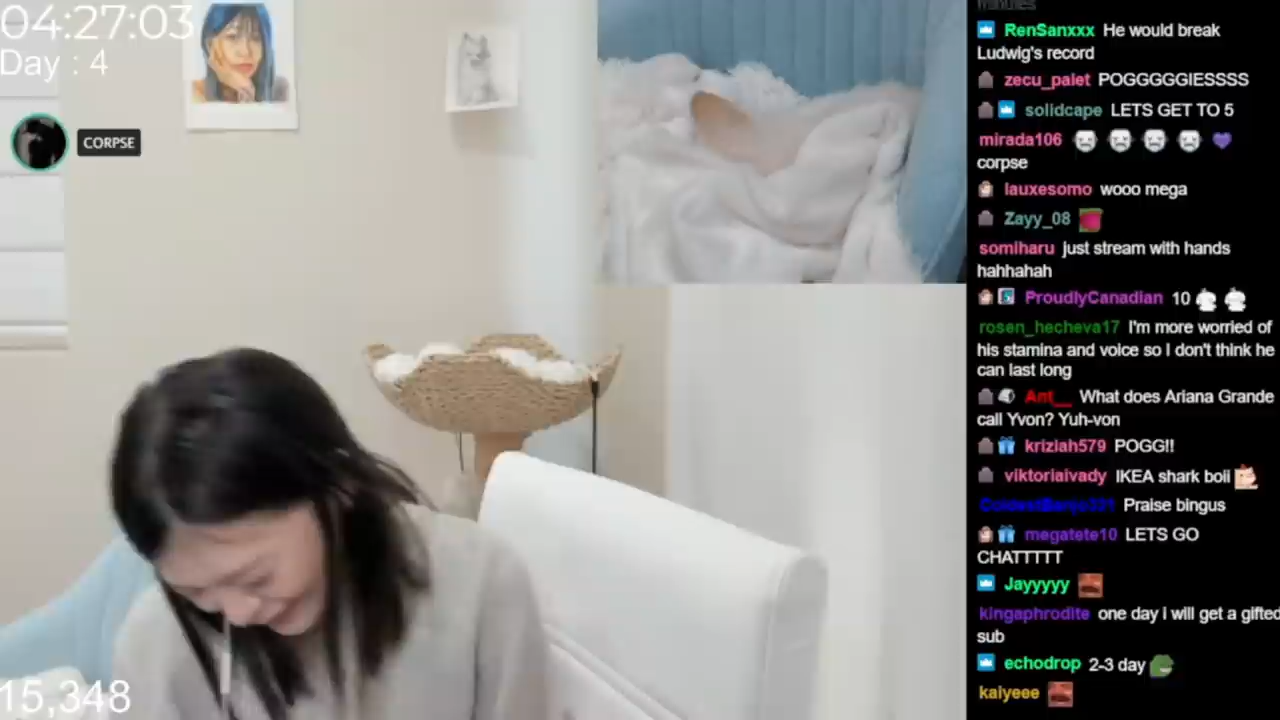 04:27:03
Day : 4
CORPSE
15,348
minutes
RenSanxxx He would break
Ludwig's record
zecu_palet POGGGGGIESSSS
solidcape LETS GET TO 5
mirada106
corpse
lauxesomo wooo mega
Zayy_08
somiharu just stream with hands
hahhahah
ProudlyCanadian 10
rosen_hecheva17 I'm more worried of
his stamina and voice so I don't think he
can last long
Ant__ What does Ariana Grande
call Yvon? Yuh-von
kriziah579 POGG!!
viktoriaivady IKEA shark boii
Praise bingus
megatete10 LETS GO
CHATTTTT
Jayyyyy
kingaphrodite one day i will get a gifted
sub
echodrop 2-3 day
kaiyeee